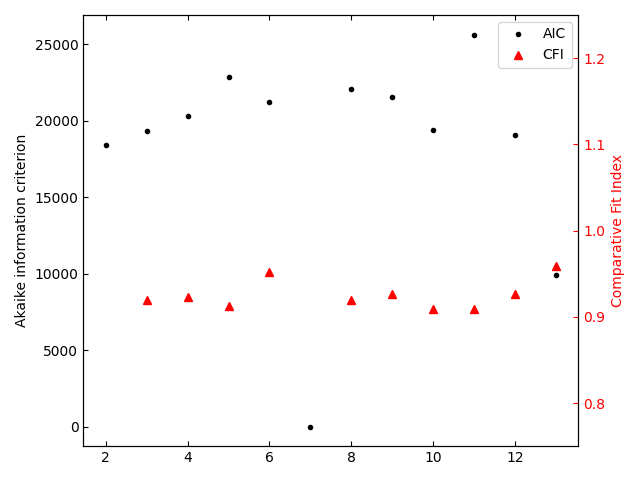 AIC
CFI
Akaike information criterion
Comparative Fit Index
25000
20000
15000
10000
5000
0
1.2
1.1
1.0
0.9
0.8
2 4 6 8 10 12